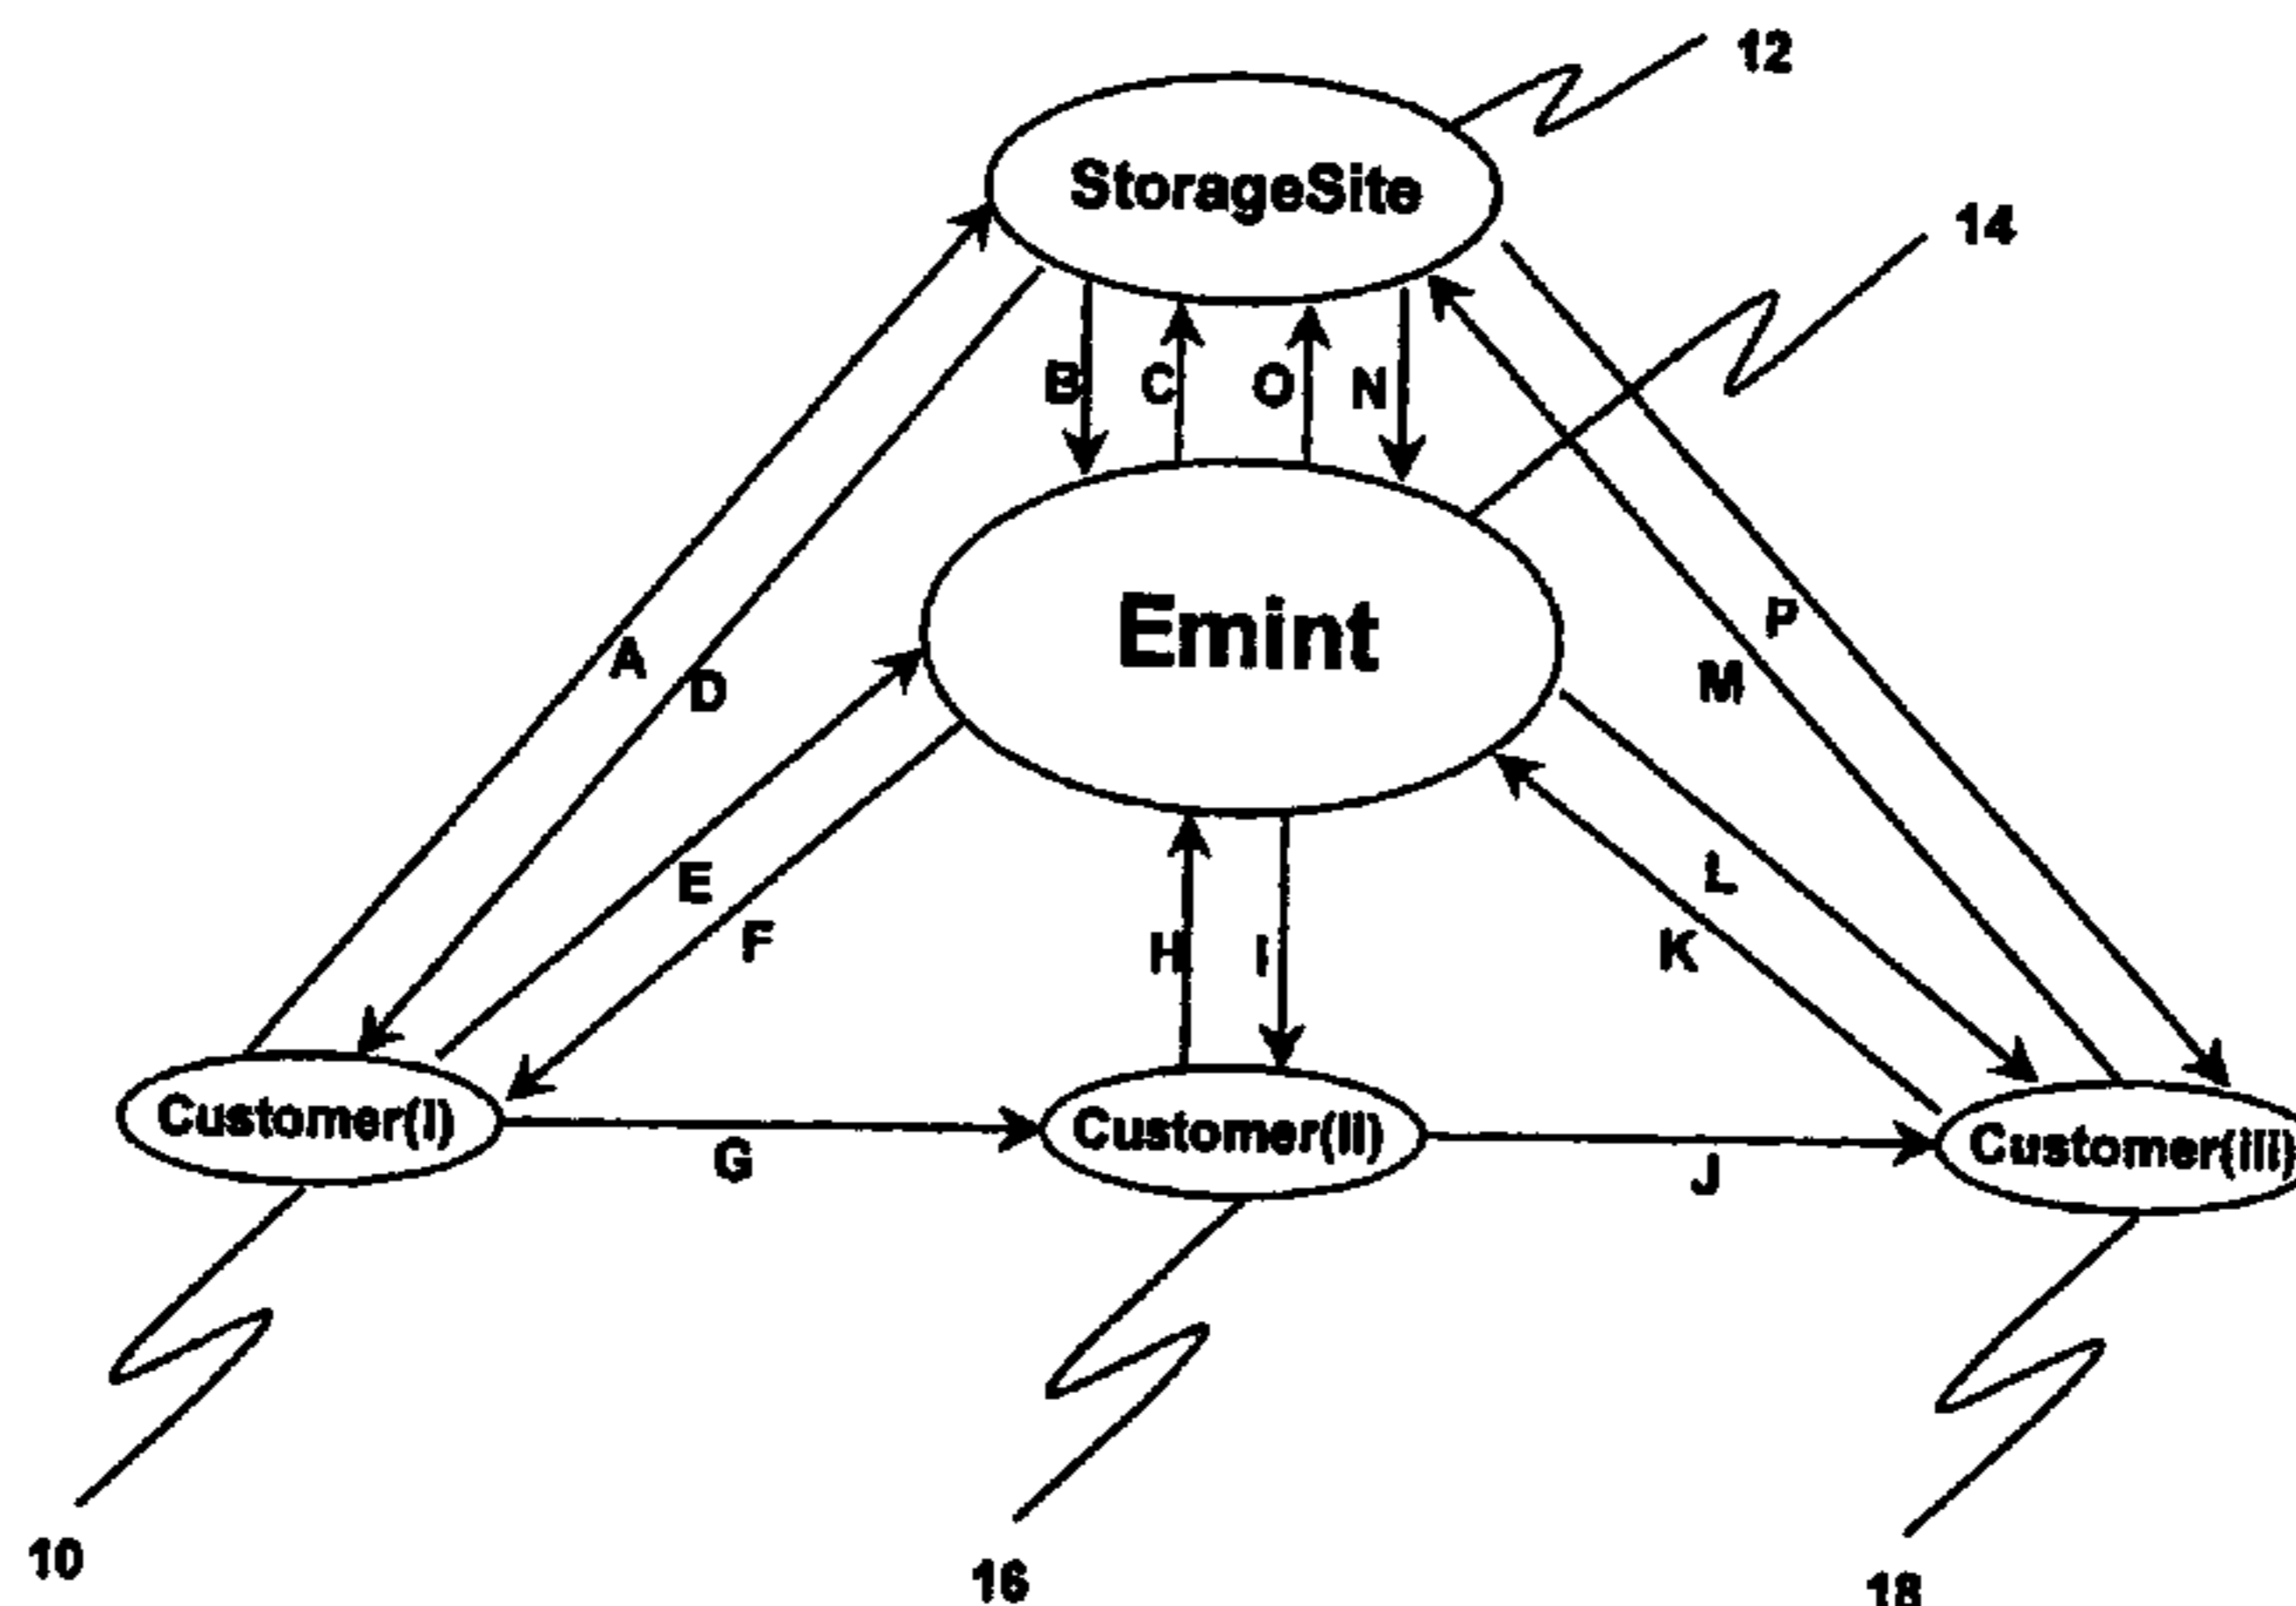 12
StorageSite
14
B C O N
Emint
A
D
P
M
E
F
H I
L
K
Customer(i)
G
Customer(ii)
J
Customer(iii)
10
16
18